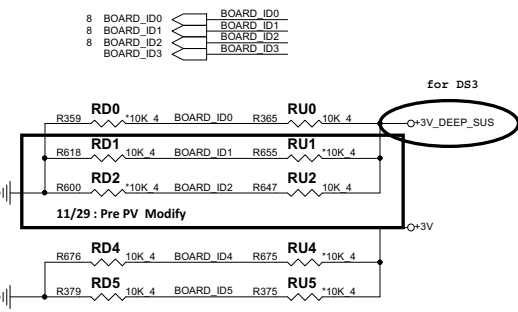 8 BOARD_ID0 BOARD_ID0
8 BOARD_ID1 BOARD_ID1
8 BOARD_ID2 BOARD_ID2
BOARD_ID3 BOARD_ID3
for DS3
RD0 RU0
R359 *10K_4 BOARD_ID0 R365 10K_4 +3V_DEEP_SUS
RD1 RU1
R618 10K_4 BOARD_ID1 R655 *10K_4
RD2 RU2
R600 *10K_4 BOARD_ID2 R647 10K_4
11/29 : Pre PV Modify
+3V
RD4 RU4
R676 10K_4 BOARD_ID4 R675 *10K_4
RD5 RU5
R379 10K_4 BOARD_ID5 R375 *10K_4